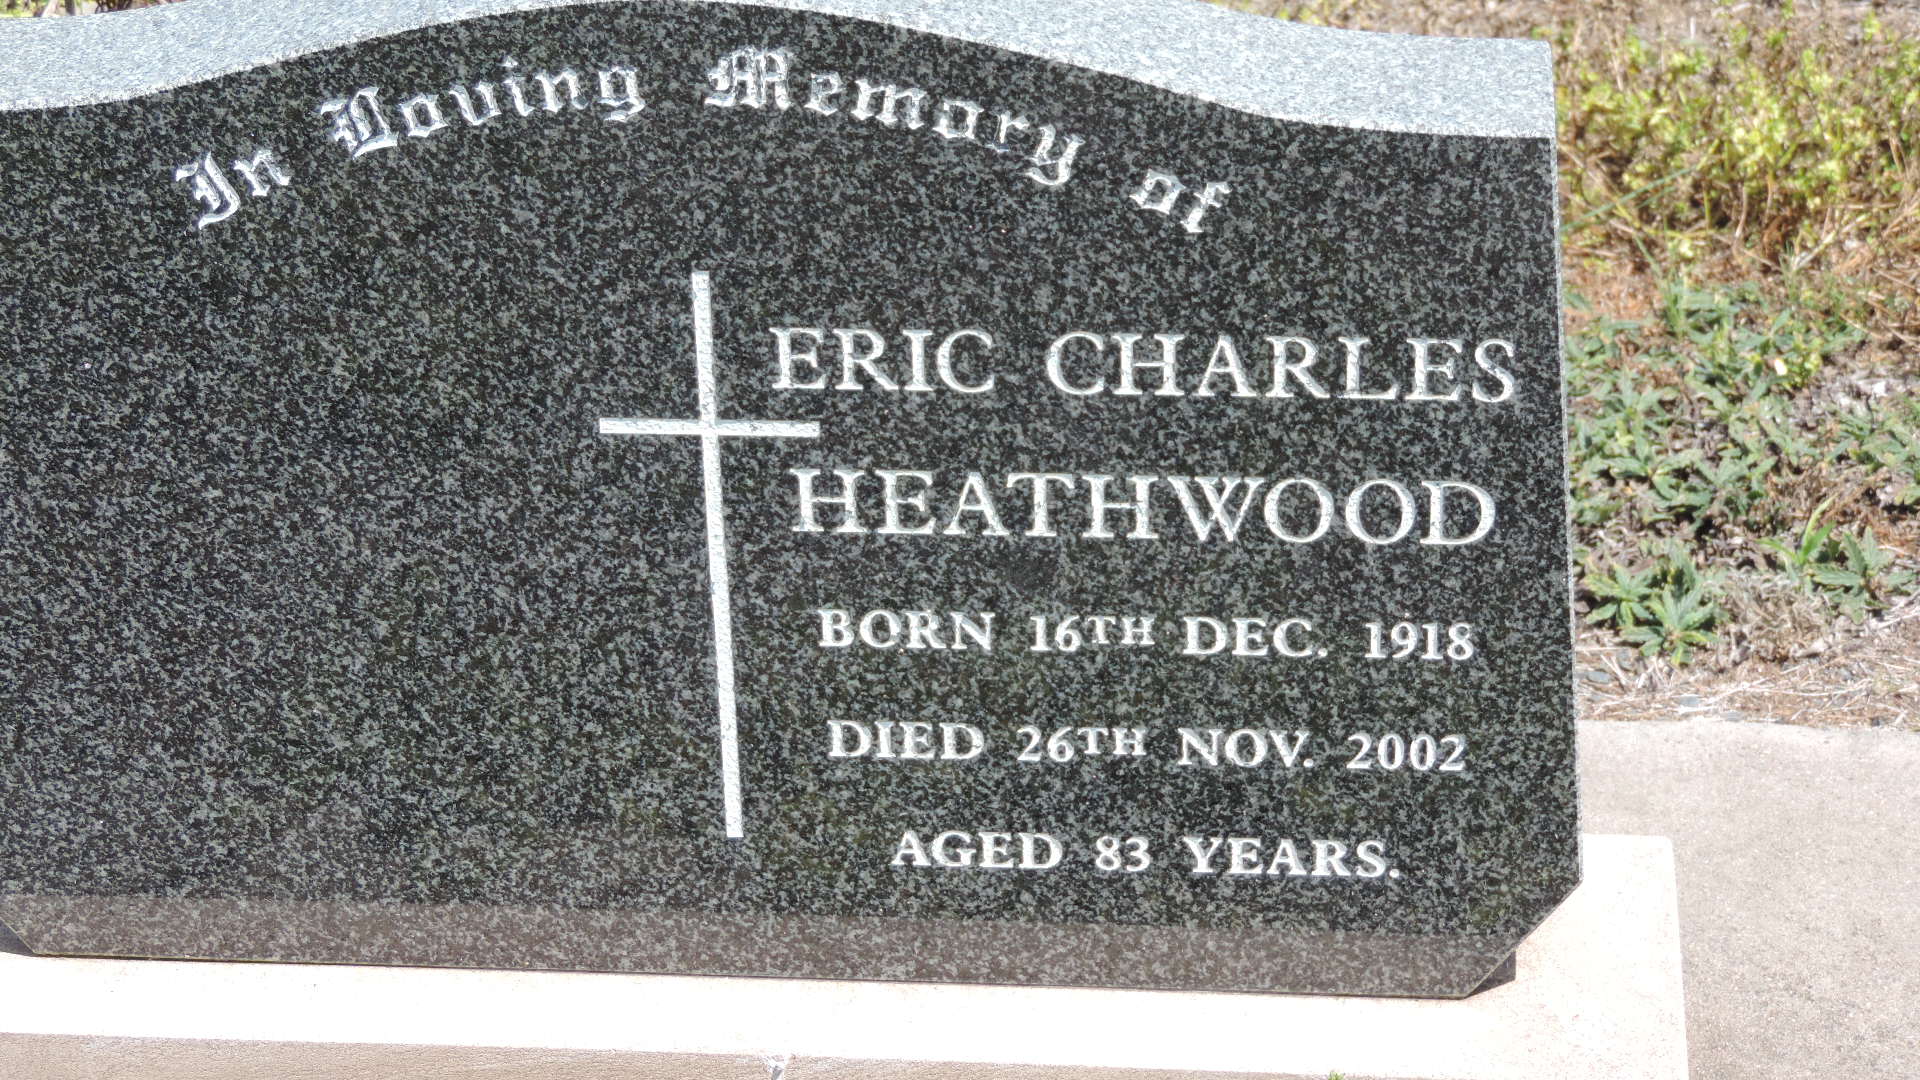 In Loving Memory of
ERIC CHARLES
HEATHWOOD
BORN 16TH DEC. 1918
DIED 26TH NOV. 2002
AGED 83 YEARS.